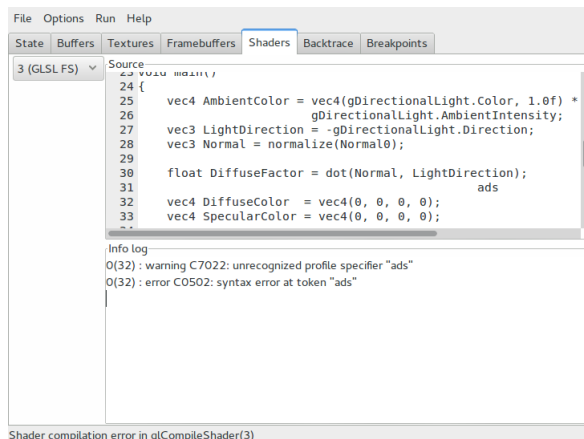 File Options Run Help
State Buffers Textures Framebuffers Shaders Backtrace Breakpoints
3 (GLSL FS)
Source
23 void main()
24 {
25 vec4 AmbientColor = vec4(gDirectionalLight.Color, 1.0f) *
26 gDirectionalLight.AmbientIntensity;
27 vec3 LightDirection = -gDirectionalLight.Direction;
28 vec3 Normal = normalize(Normal0);
29
30 float DiffuseFactor = dot(Normal, LightDirection);
31 ads
32 vec4 DiffuseColor = vec4(0, 0, 0, 0);
33 vec4 SpecularColor = vec4(0, 0, 0, 0);
Info log
0(32) : warning C7022: unrecognized profile specifier "ads"
0(32) : error C0502: syntax error at token "ads"
Shader compilation error in glCompileShader(3)